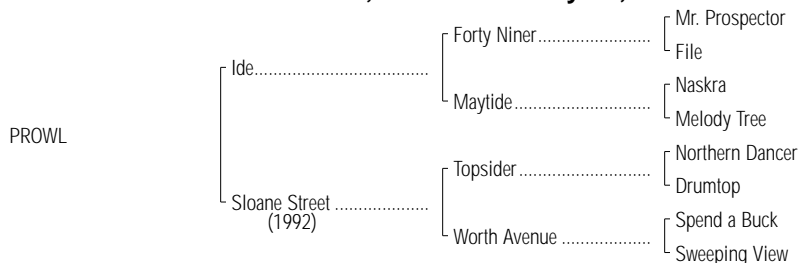 Mr. Prospector
Forty Niner
File
Ide
Naskra
Maytide
Melody Tree
PROWL
Northern Dancer
Topsider
Drumtop
Sloane Street
(1992)
Spend a Buck
Worth Avenue
Sweeping View